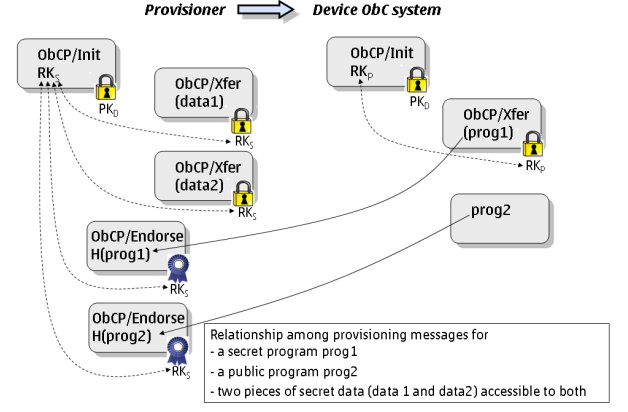 Provisioner
Device ObC system
ObCP/Init
RKS
PKD
ObCP/Xfer
(data1)
RKS
ObCP/Xfer
(data2)
RKS
ObCP/Endorse
H(prog1)
RKS
ObCP/Endorse
H(prog2)
RKS
ObCP/Init
RKP
PKD
ObCP/Xfer
(prog1)
RKP
prog2
Relationship among provisioning messages for
- a secret program prog1
- a public program prog2
- two pieces of secret data (data 1 and data2) accessible to both